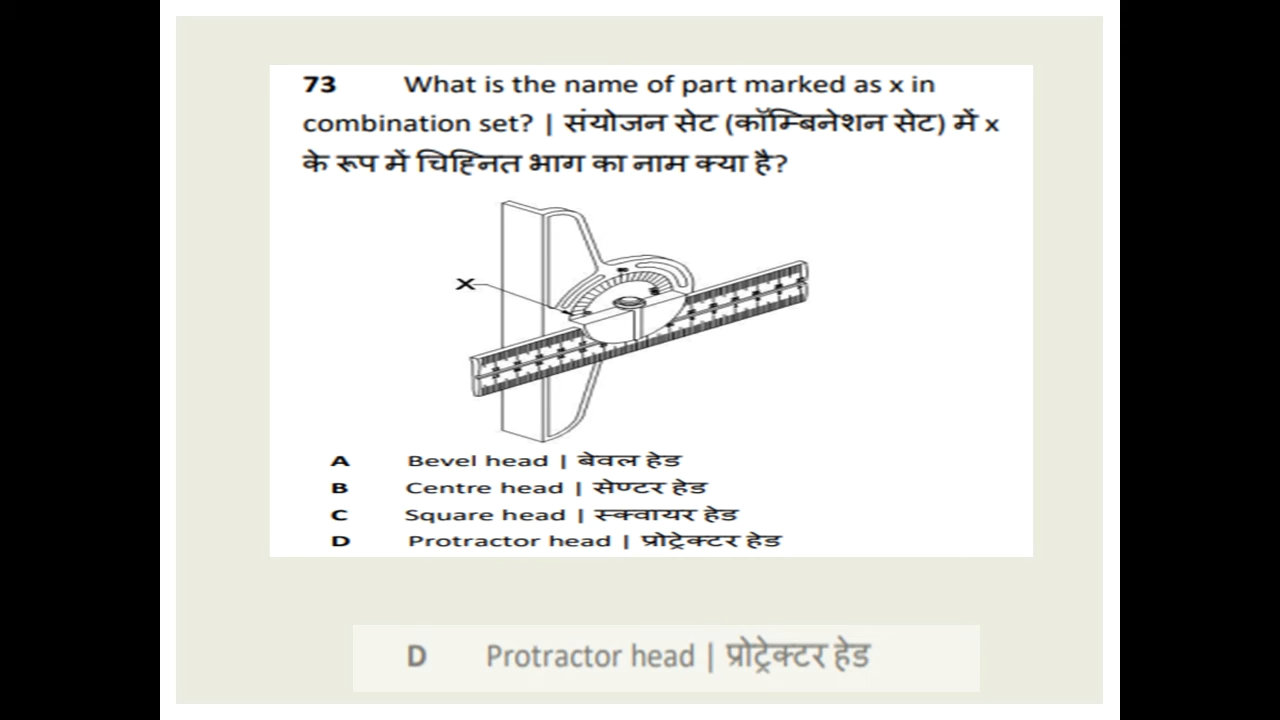 73 What is the name of part marked as x in
combination set? | संयोजन सेट (कॉम्बिनेशन सेट) में x
के रूप में चिह्नित भाग का नाम क्या है?
X
A Bevel head | बेवल हेड
B Centre head | सेण्टर हेड
C Square head | स्क्वायर हेड
D Protractor head | प्रोट्रेक्टर हेड
D Protractor head | प्रोट्रेक्टर हेड